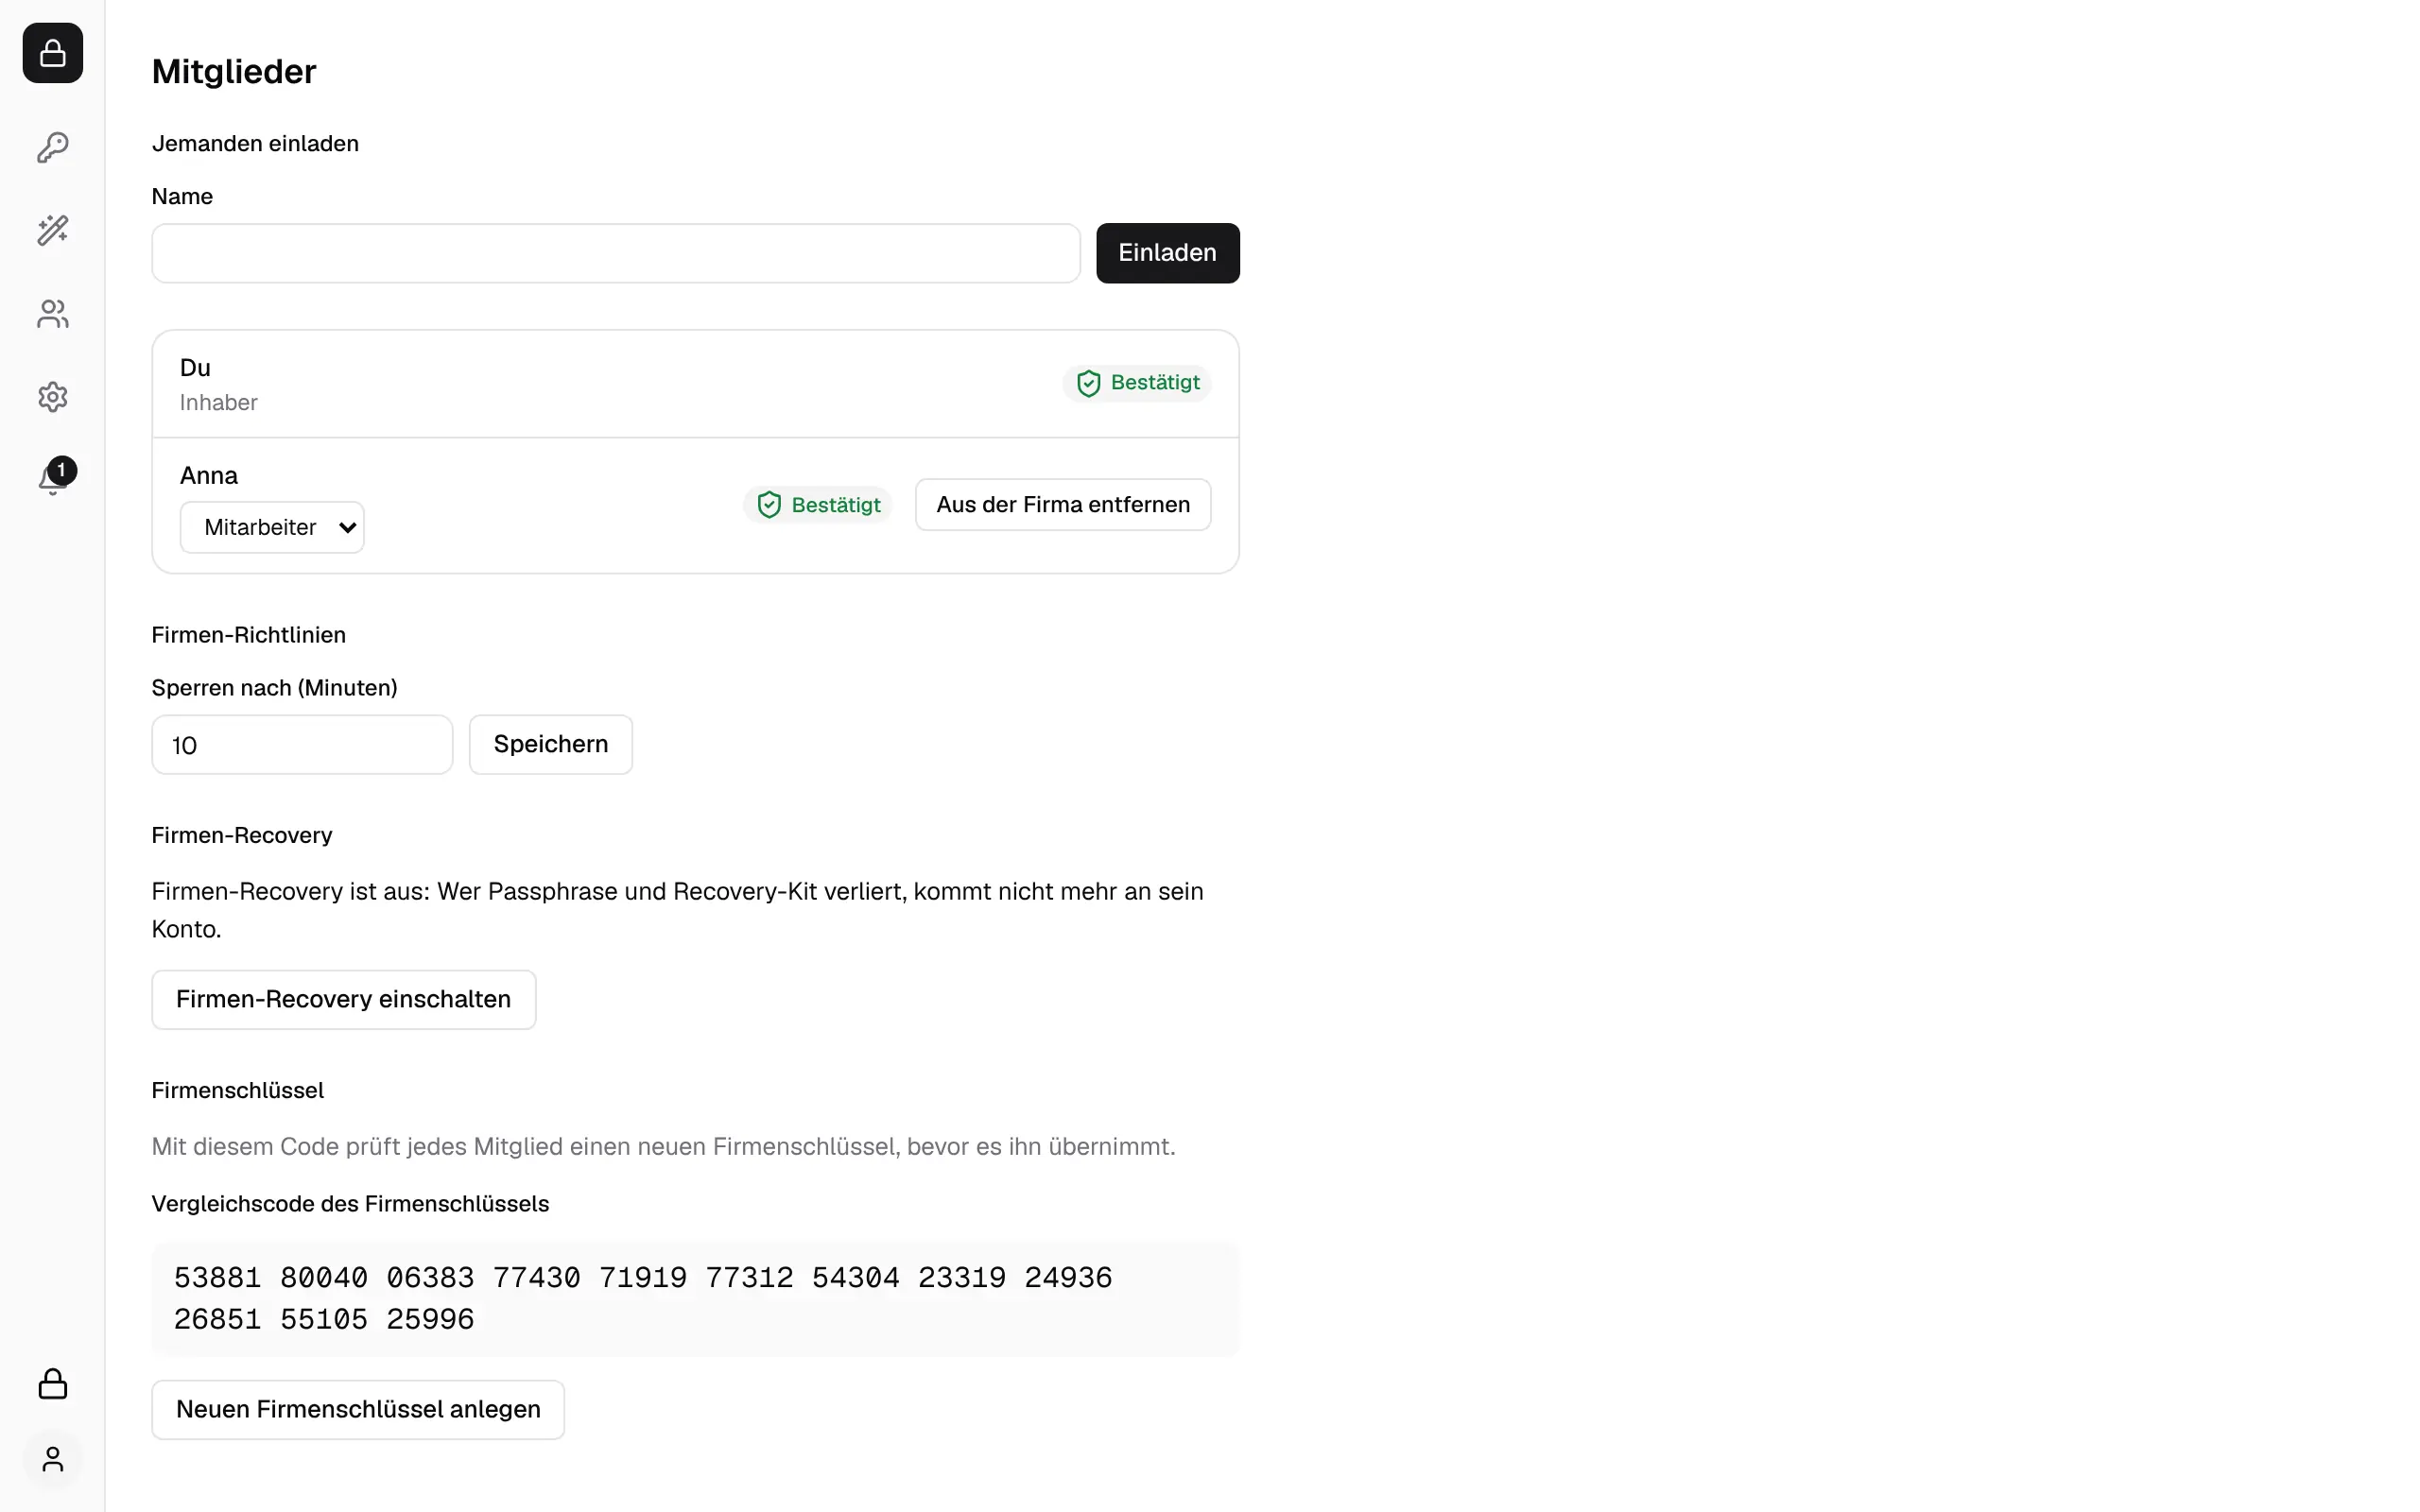 Mitglieder
Jemanden einladen
Name
Einladen
Du
Inhaber
Bestätigt
1
Anna
Mitarbeiter
Bestätigt
Aus der Firma entfernen
Firmen-Richtlinien
Sperren nach (Minuten)
10
Speichern
Firmen-Recovery
Firmen-Recovery ist aus: Wer Passphrase und Recovery-Kit verliert, kommt nicht mehr an sein
Konto.
Firmen-Recovery einschalten
Firmenschlüssel
Mit diesem Code prüft jedes Mitglied einen neuen Firmenschlüssel, bevor es ihn übernimmt.
Vergleichscode des Firmenschlüssels
53881 80040 06383 77430 71919 77312 54304 23319 24936
26851 55105 25996
Neuen Firmenschlüssel anlegen